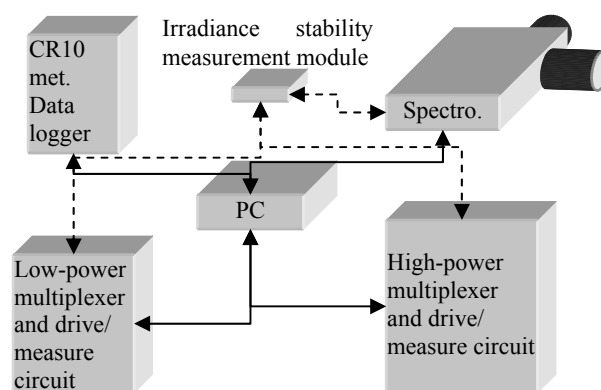 Irradiance stability
measurement module
CR10
met.
Data
logger
Spectro.
PC
Low-power
multiplexer
and drive/
measure circuit
High-power
multiplexer
and drive/
measure circuit